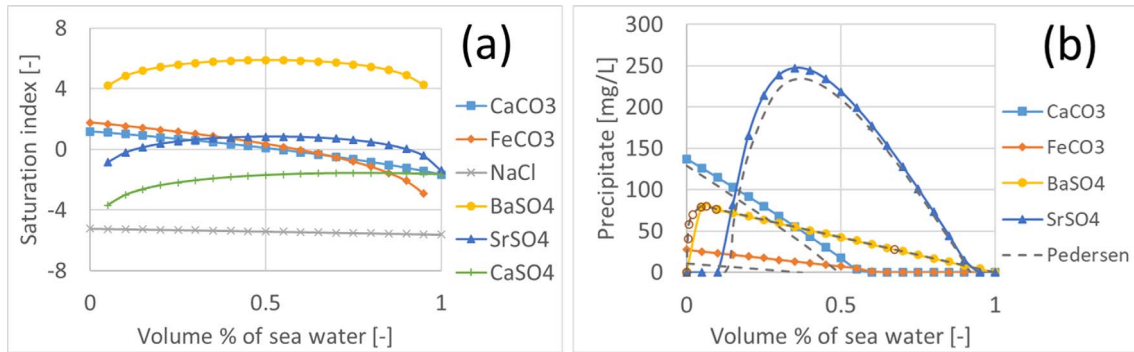 (a)
Saturation index [-]
8
4
0
-4
-8
0
0.5
1
Volume % of sea water [-]
CaCO3
FeCO3
NaCl
BaSO4
SrSO4
CaSO4
(b)
Precipitate [mg/L]
300
250
200
150
100
50
0
0
0.5
1
Volume % of sea water [-]
CaCO3
FeCO3
BaSO4
SrSO4
Pedersen